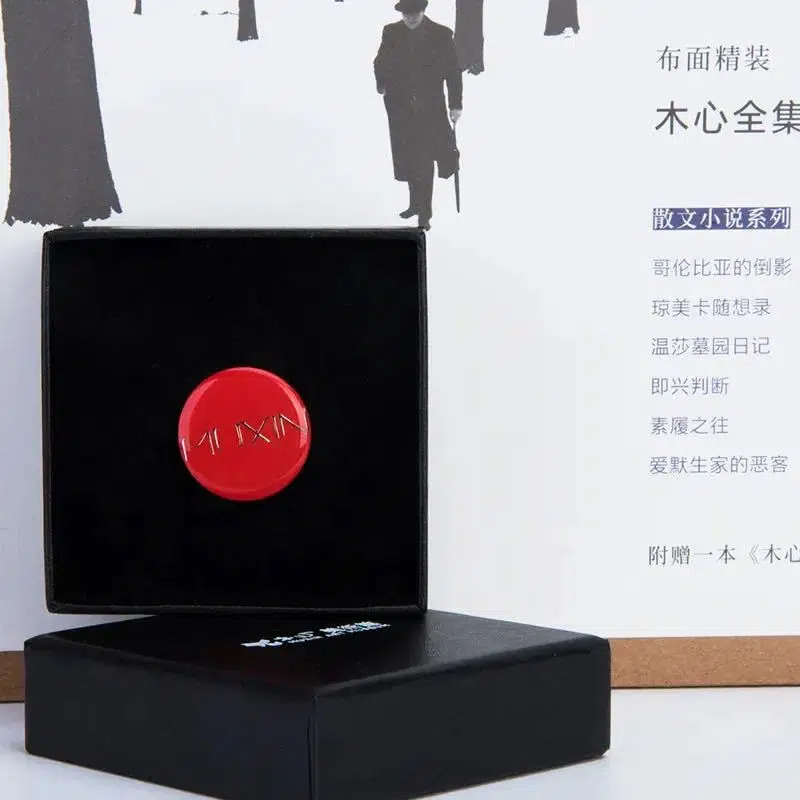 布面精装
木心全集
散文小说系列
哥伦比亚的倒影
琼美卡随想录
温莎墓园日记
即兴判断
素履之往
爱默生家的恶客
附赠一本《木心
MUXIN